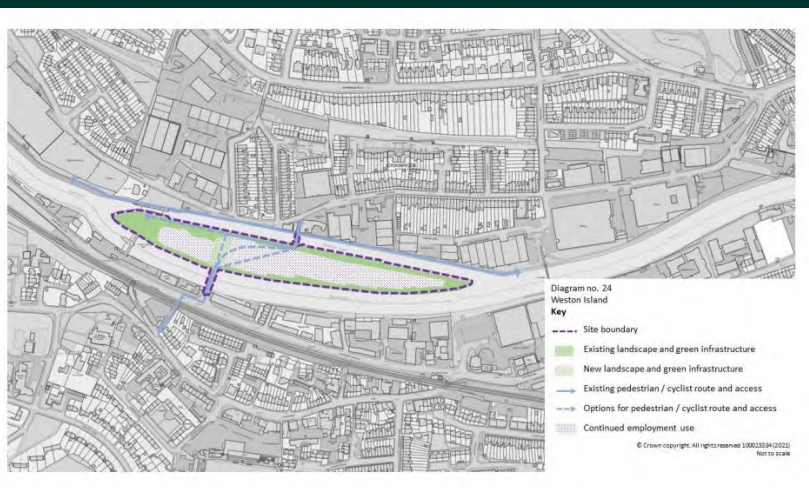 Diagram no. 24
Weston Island
Key
Site boundary
Existing landscape and green infrastructure
New landscape and green infrastructure
Existing pedestrian / cyclist route and access
Options for pedestrian / cyclist route and access
Continued employment use
© Crown copyright. All rights reserved 100023334 (2021)
Not to scale